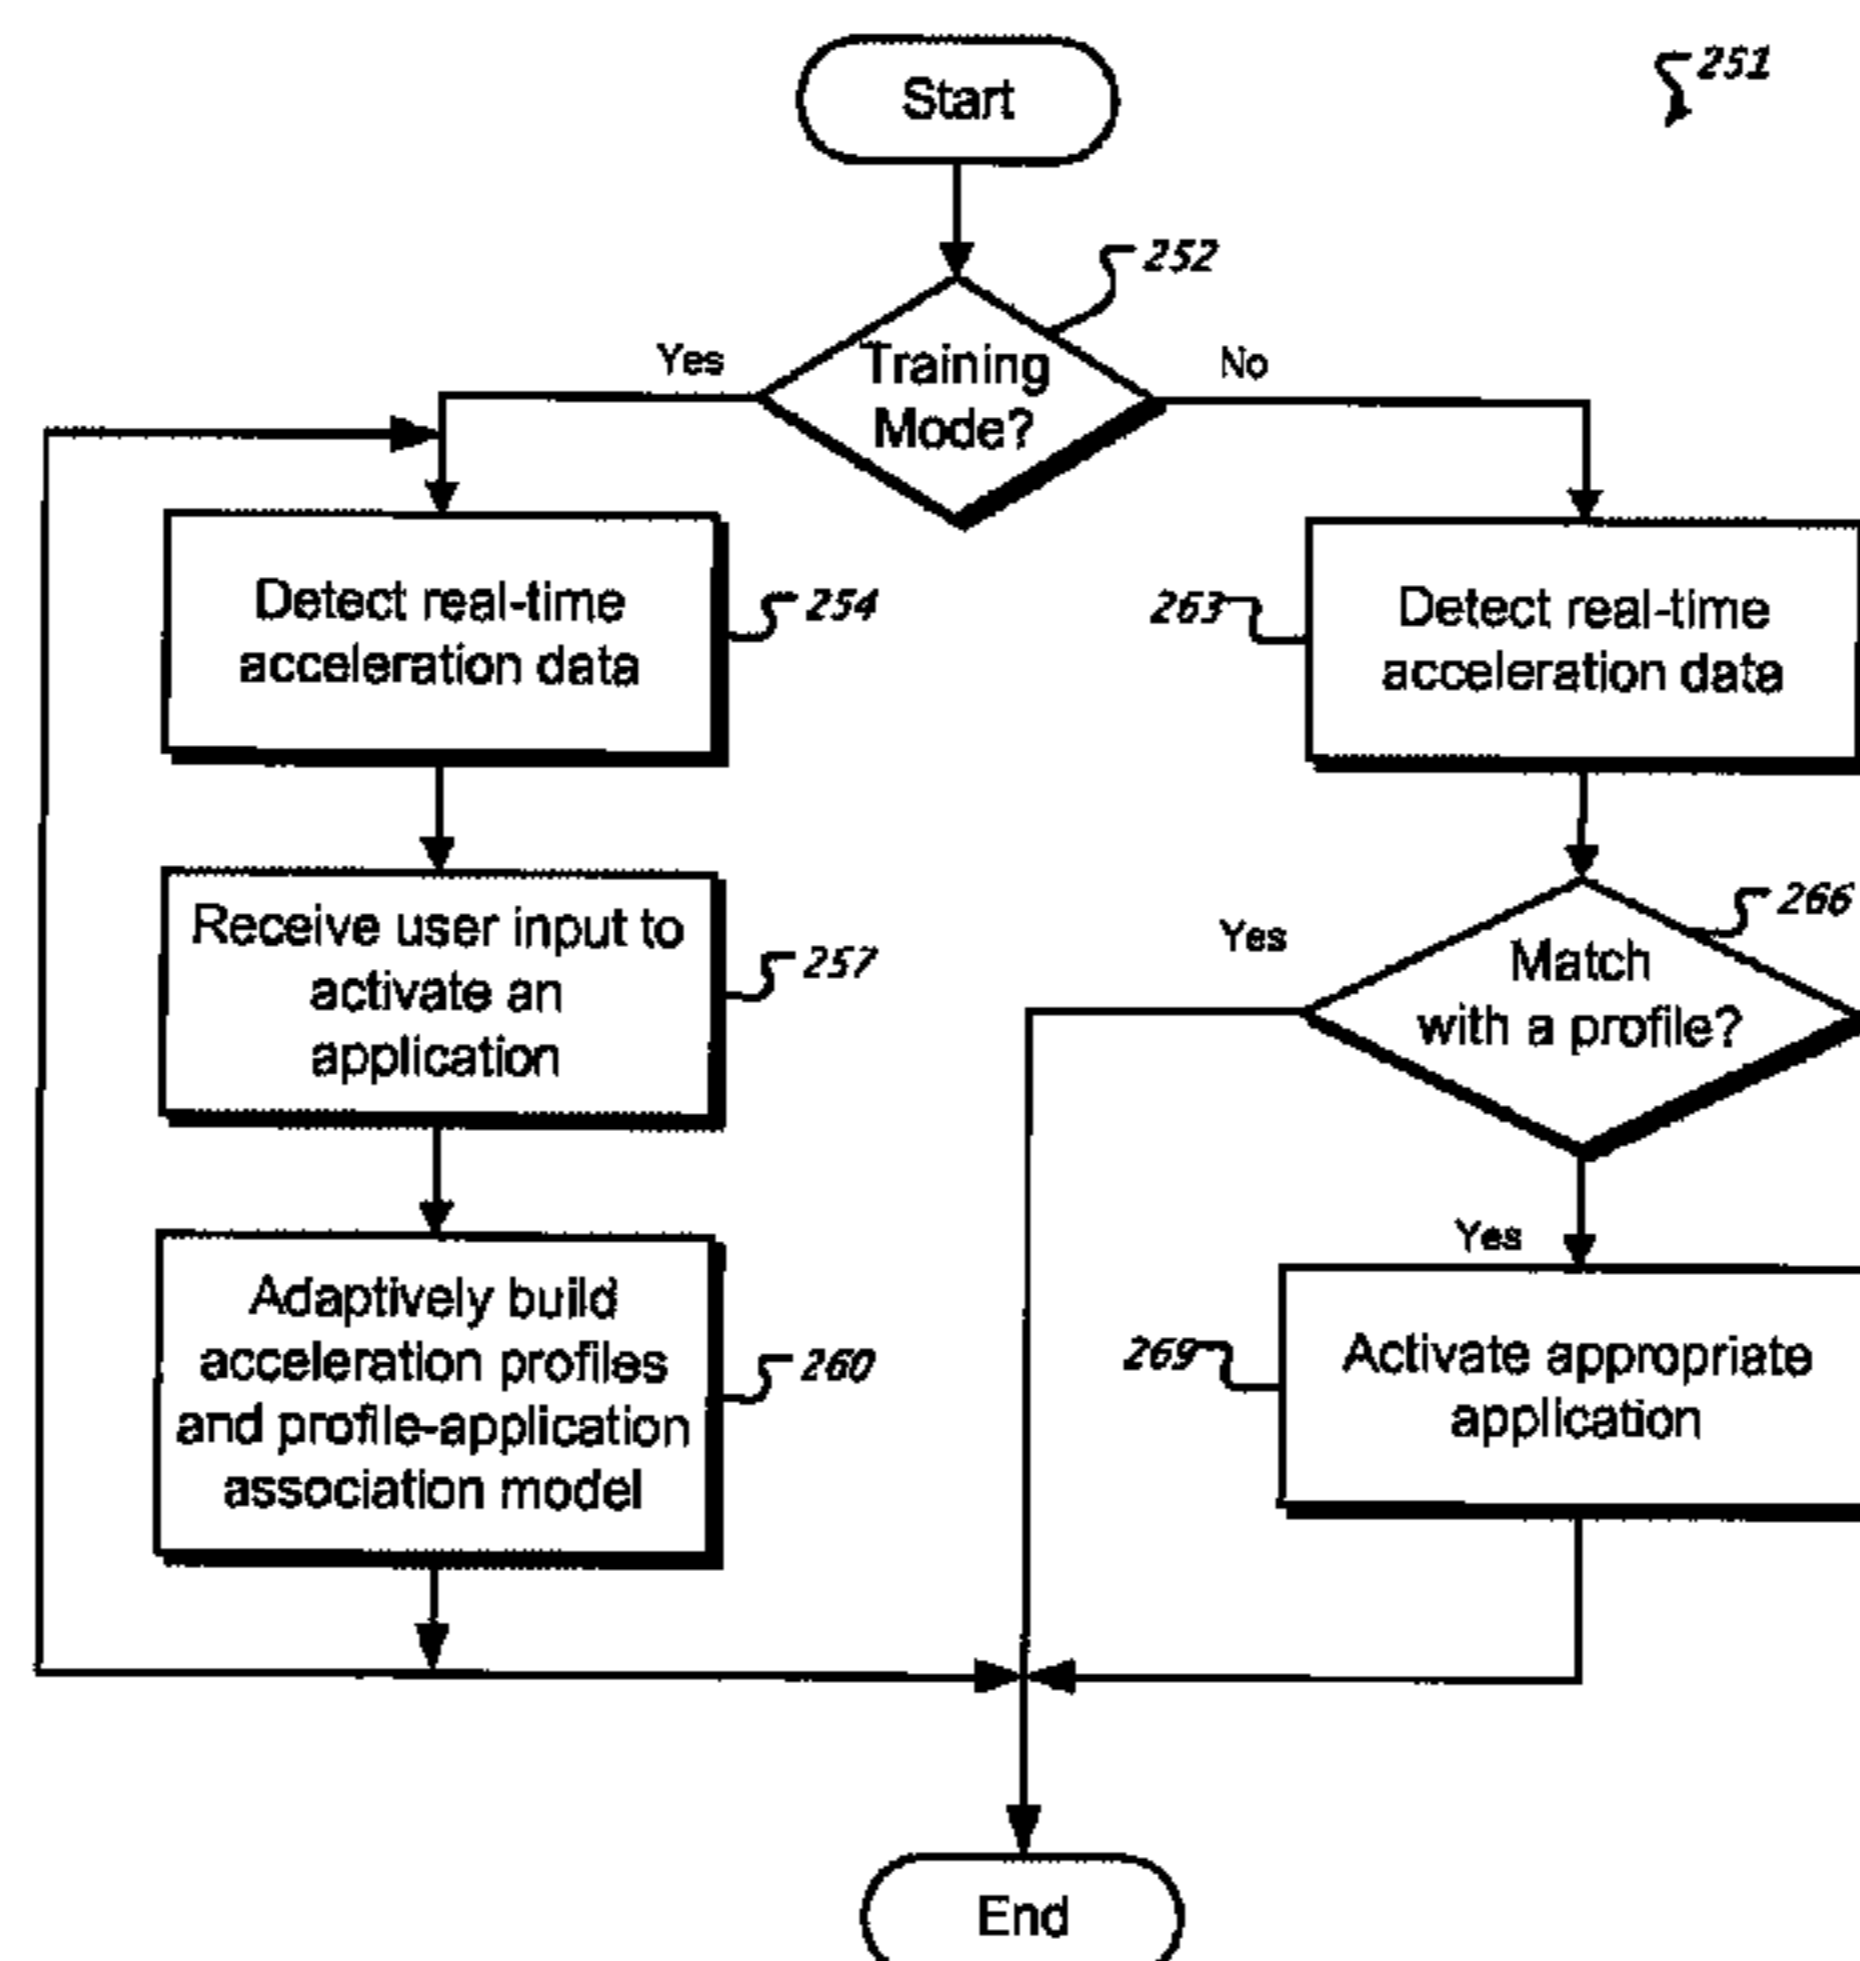 Start
251
252
Yes
Training
Mode?
No
Detect real-time
acceleration data
254
263
Detect real-time
acceleration data
Receive user input to
activate an
application
257
Yes
Match
with a profile?
266
Yes
Adaptively build
acceleration profiles
and profile-application
association model
260
269
Activate appropriate
application
End